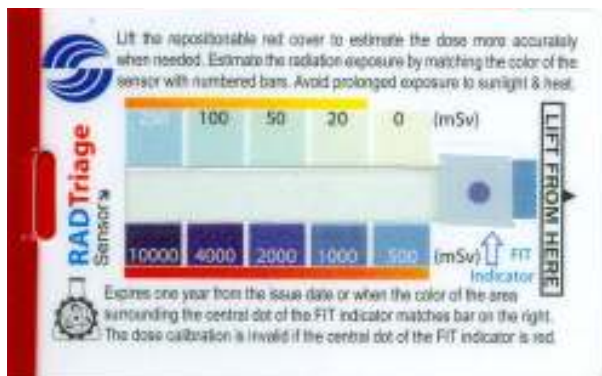 Lift the repositionable red cover to estimate the dose more accurately
when needed. Estimate the radiation exposure by matching the color of the
sensor with numbered bars. Avoid prolonged exposure to sunlight & heat.
200 100 50 20 0 (mSv)
LIFT FROM HERE
RADTriage
Sensors
10000 4000 2000 1000 500 (mSv)
FIT
Indicator
Expires one year from the issue date or when the color of the area
surrounding the central dot of the FIT indicator matches bar on the right.
The dose calibration is invalid if the central dot of the FIT indicator is red.